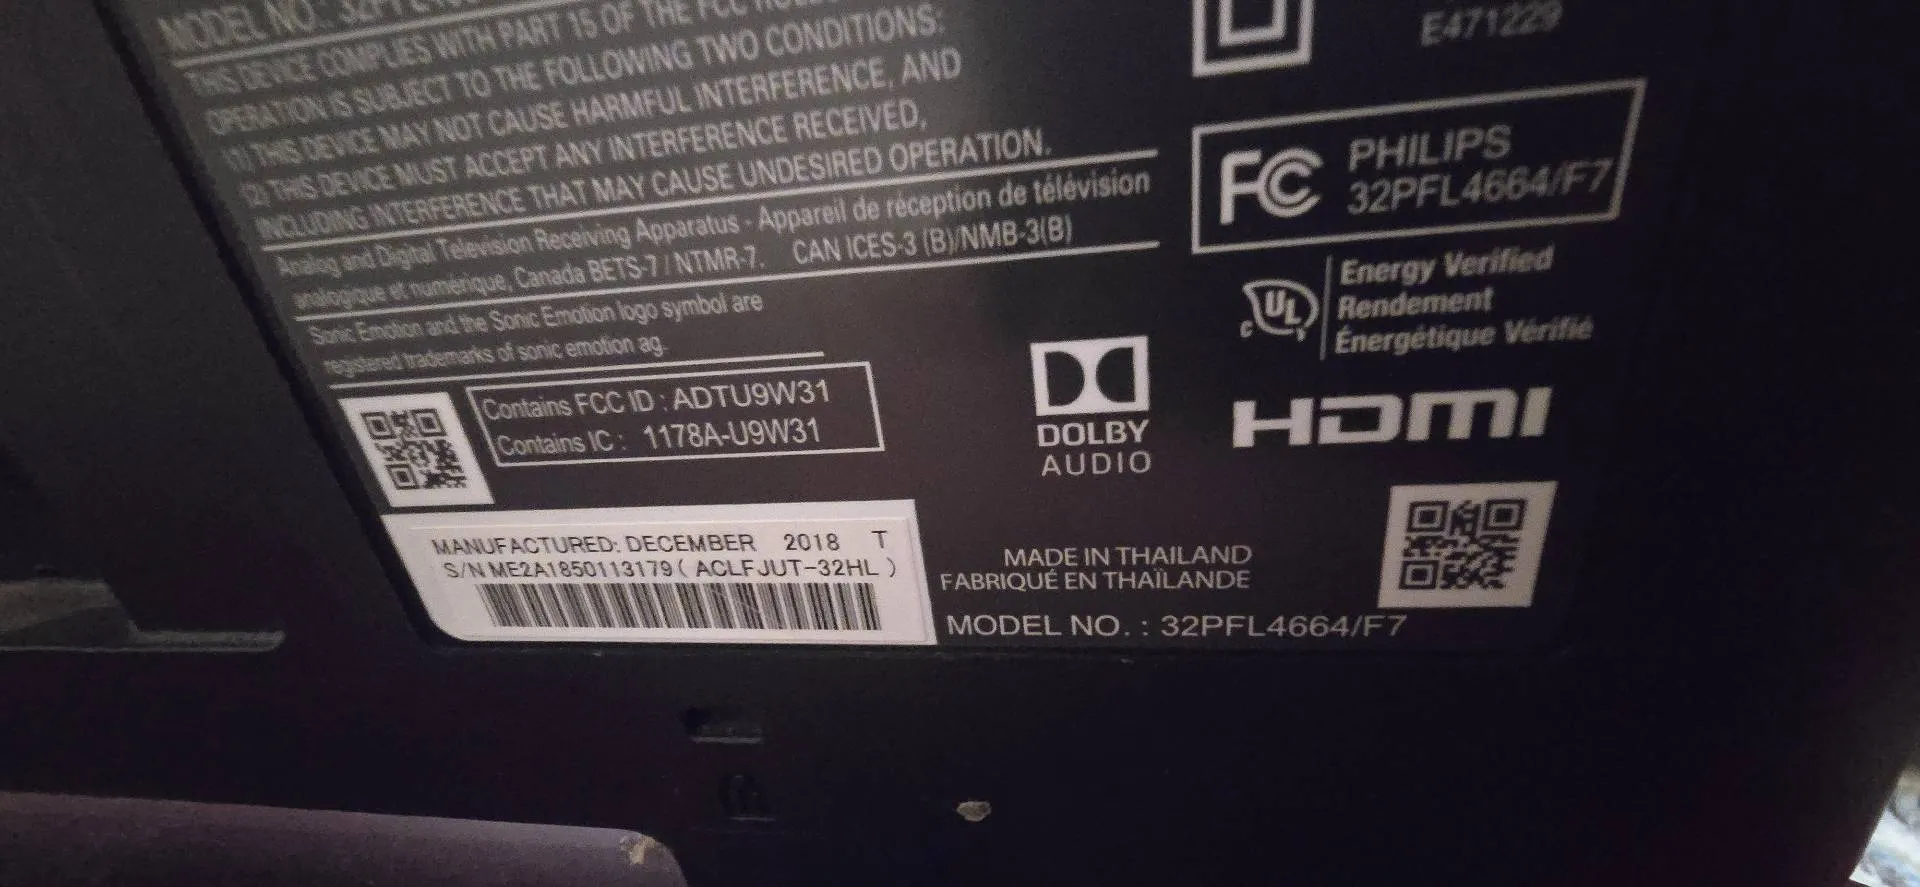 MODEL NO.:
THIS DEVICE COMPLIES WITH PART 15 OF THE FCC
OPERATION IS SUBJECT TO THE FOLLOWING TWO CONDITIONS:
(1) THIS DEVICE MAY NOT CAUSE HARMFUL INTERFERENCE, AND
(2) THIS DEVICE MUST ACCEPT ANY INTERFERENCE RECEIVED,
INCLUDING INTERFERENCE THAT MAY CAUSE UNDESIRED OPERATION.
Analog and Digital Television Receiving Apparatus - Appareil de réception de télévision
analogique et numérique, Canada BETS-7 / NTMR-7. CAN ICES-3 (B)/NMB-3(B)
Sonic Emotion and the Sonic Emotion logo symbol are
registered trademarks of sonic emotion ag.
Contains FCC ID : ADTU9W31
Contains IC : 1178A-U9W31
MANUFACTURED: DECEMBER 2018 T
S/N ME2A1850113179 ( ACLFJUT-32HL )
E471229
FC PHILIPS
32PFL4664/F7
c UL
Energy Verified
Rendement
Énergétique Vérifié
DOLBY
AUDIO
HDMI
MADE IN THAILAND
FABRIQUÉ EN THAÏLANDE
MODEL NO. : 32PFL4664/F7